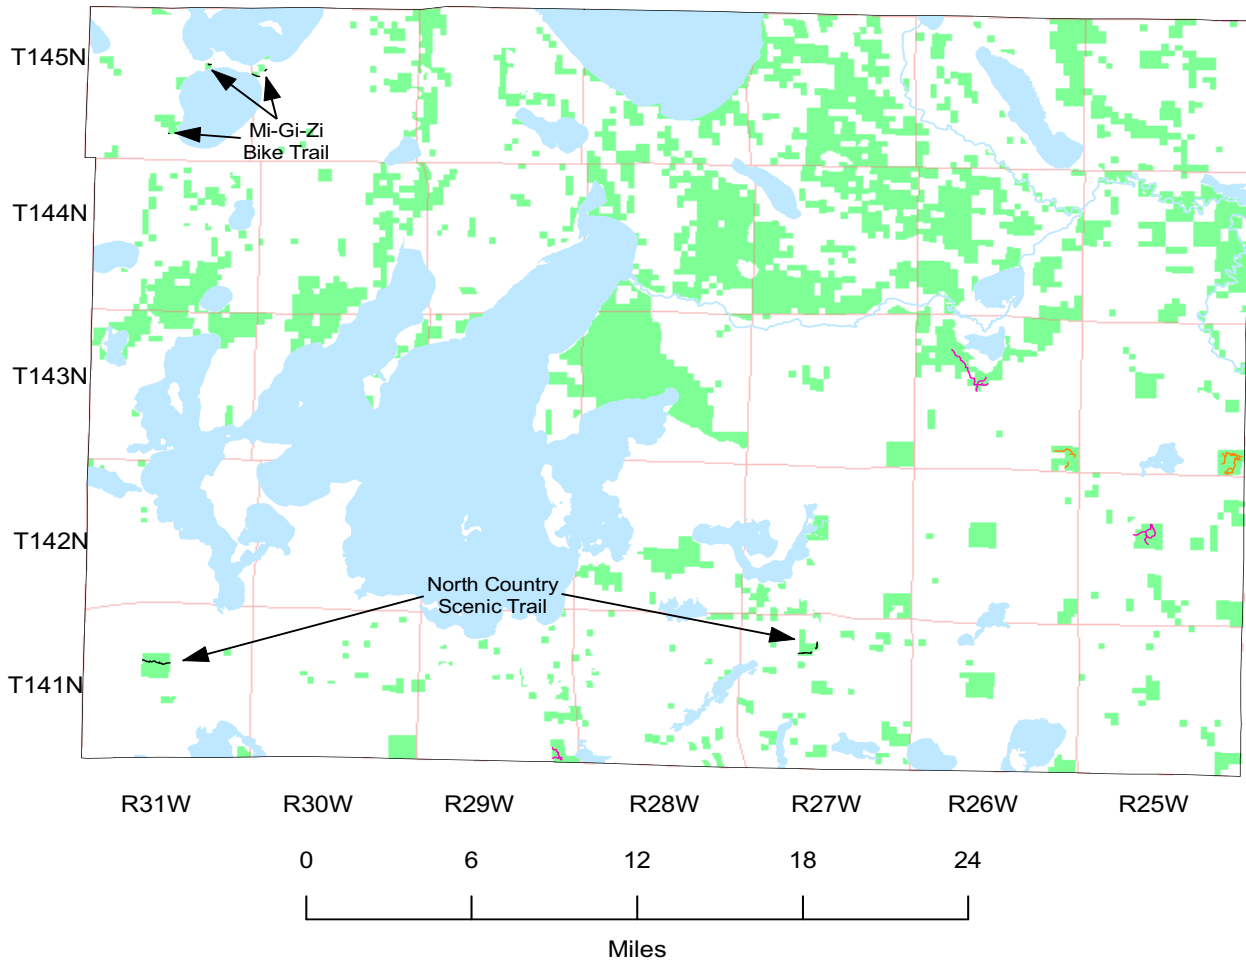 T145N
Mi-Gi-Zi
Bike Trail
T144N
T143N
T142N
North Country
Scenic Trail
T141N
R31W R30W R29W R28W R27W R26W R25W
0 6 12 18 24
Miles